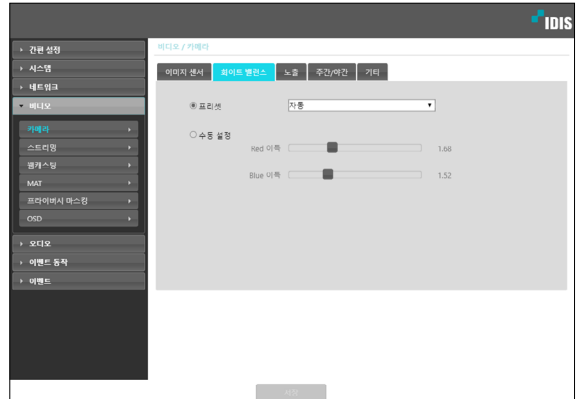 IDIS
간편 설정
시스템
네트워크
비디오
카메라
스트리밍
웹캐스팅
MAT
프라이버시 마스킹
OSD
오디오
이벤트 동작
이벤트
비디오 / 카메라
이미지 센서 화이트 밸런스 노출 주간/야간 기타
프리셋 자동
수동 설정
Red 이득 1.68
Blue 이득 1.52
저장